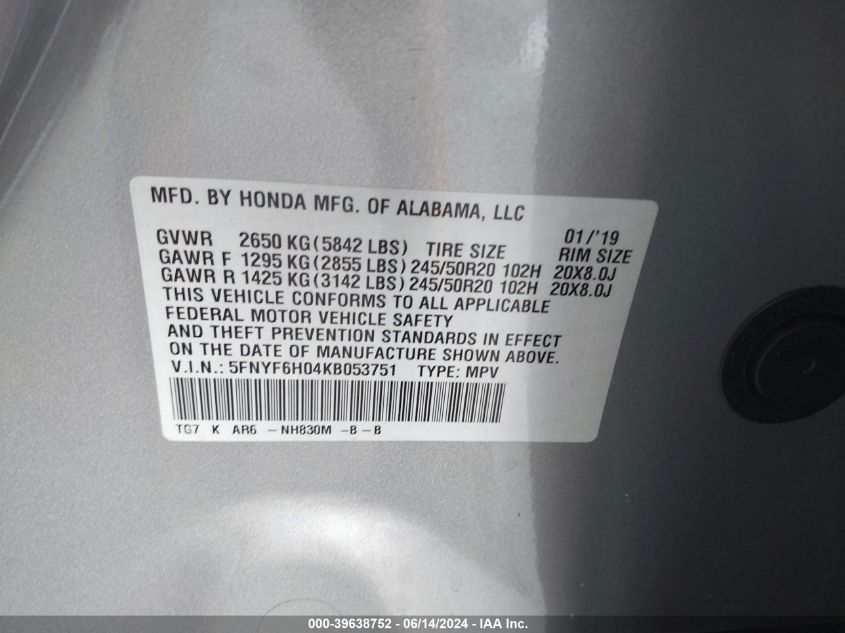 MFD. BY HONDA MFG. OF ALABAMA, LLC
GVWR 2650 KG (5842 LBS) TIRE SIZE 01/'19 RIM SIZE
GAWR F 1295 KG (2855 LBS) 245/50R20 102H 20X8.0J
GAWR R 1425 KG (3142 LBS) 245/50R20 102H 20X8.0J
THIS VEHICLE CONFORMS TO ALL APPLICABLE
FEDERAL MOTOR VEHICLE SAFETY
AND THEFT PREVENTION STANDARDS IN EFFECT
ON THE DATE OF MANUFACTURE SHOWN ABOVE.
V.I.N.: 5FNYF6H04KB053751 TYPE: MPV
TG7 K AR6 -NH830M -B-B
000-39638752 - 06/14/2024 - IAA Inc.